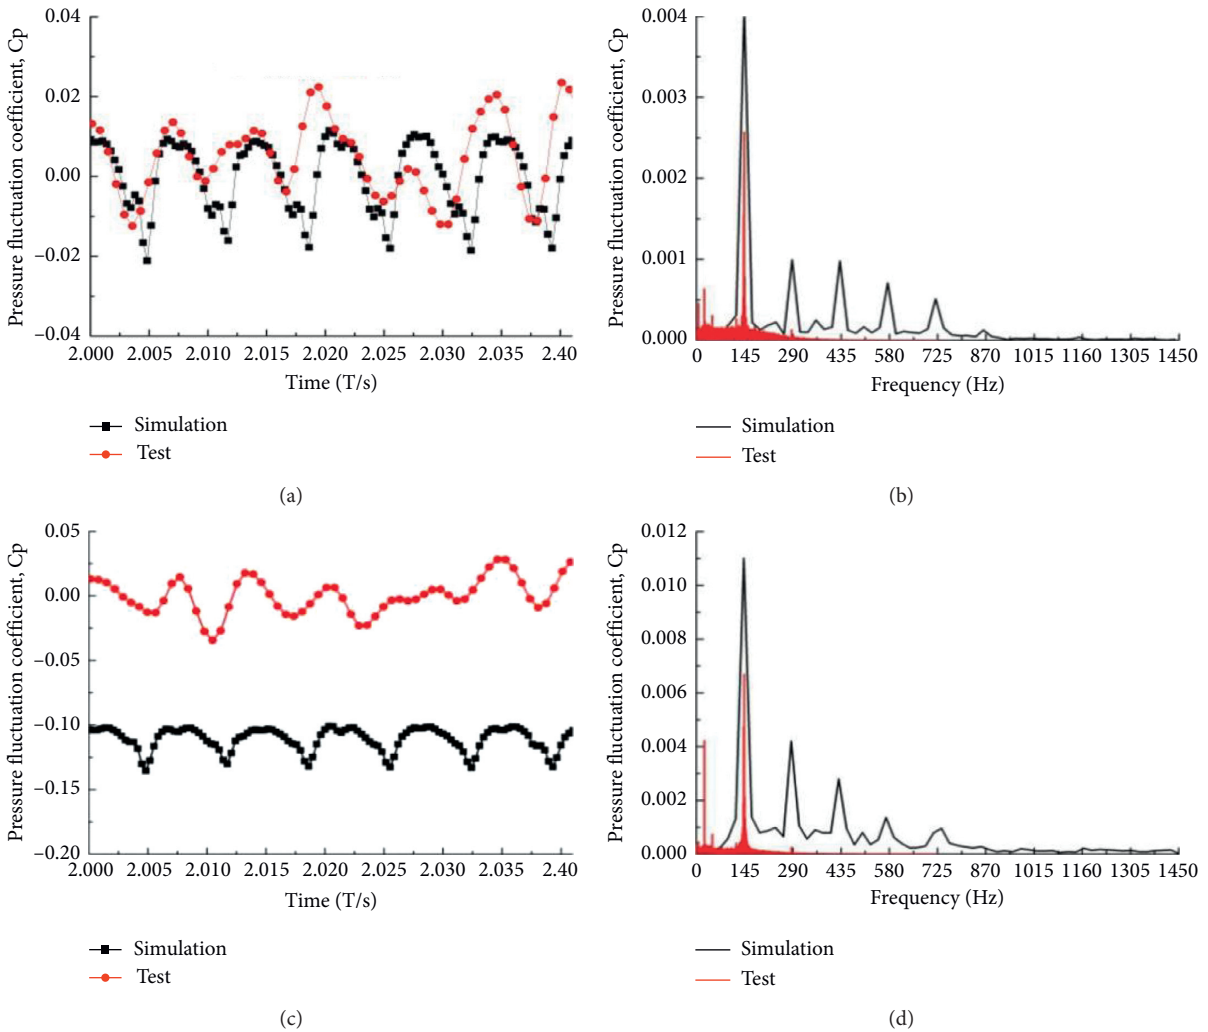 Pressure fluctuation coefficient, Cp
0.04
0.02
0.00
−0.02
−0.04
2.000 2.005 2.010 2.015 2.020 2.025 2.030 2.035 2.40
Time (T/s)
Simulation
Test
(a)
Pressure fluctuation coefficient, Cp
0.004
0.003
0.002
0.001
0.000
0 145 290 435 580 725 870 1015 1160 1305 1450
Frequency (Hz)
Simulation
Test
(b)
Pressure fluctuation coefficient, Cp
0.05
0.00
−0.05
−0.10
−0.15
−0.20
2.000 2.005 2.010 2.015 2.020 2.025 2.030 2.035 2.40
Time (T/s)
Simulation
Test
(c)
Pressure fluctuation coefficient, Cp
0.012
0.010
0.008
0.006
0.004
0.002
0.000
0 145 290 435 580 725 870 1015 1160 1305 1450
Frequency (Hz)
Simulation
Test
(d)